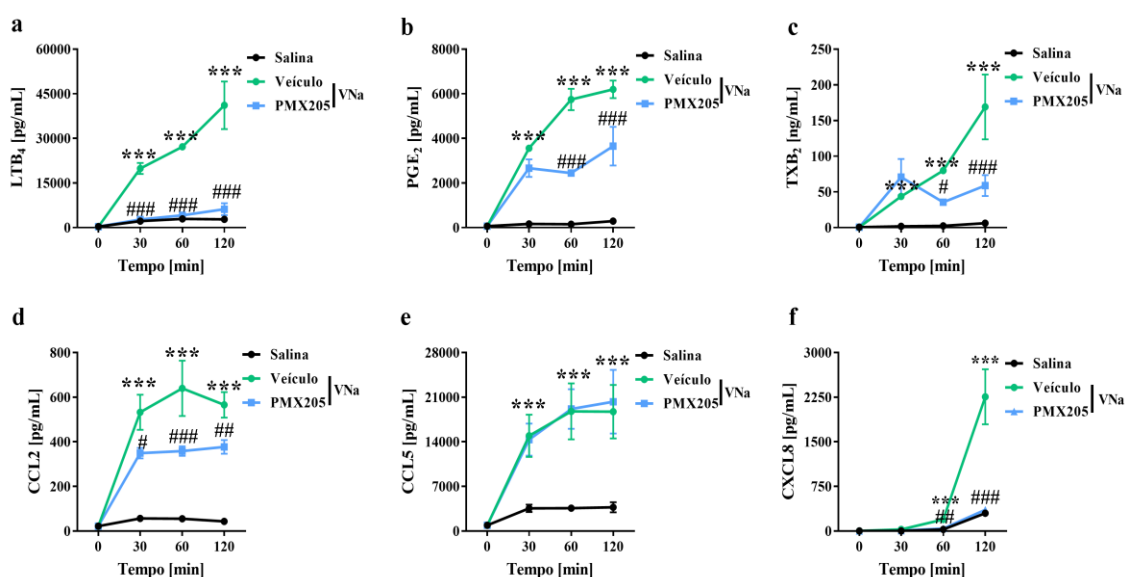 a
LTB₄ [pg/mL]
60000
45000
30000
15000
0
***
***
***
###
###
###
0 30 60 120
Tempo [min]
Salina
Veículo
PMX205
VNa
b
PGE₂ [pg/mL]
8000
6000
4000
2000
0
***
***
***
###
###
0 30 60 120
Tempo [min]
Salina
Veículo
PMX205
VNa
c
TXB₂ [ng/mL]
250
200
150
100
50
0
***
***
***
#
###
0 30 60 120
Tempo [min]
Salina
Veículo
PMX205
VNa
d
CCL2 [pg/mL]
800
600
400
200
0
***
***
***
#
###
##
0 30 60 120
Tempo [min]
Salina
Veículo
PMX205
VNa
e
CCL5 [pg/mL]
28000
21000
14000
7000
0
***
***
***
0 30 60 120
Tempo [min]
Salina
Veículo
PMX205
VNa
f
CXCL8 [pg/mL]
3000
2250
1500
750
0
***
***
##
###
0 30 60 120
Tempo [min]
Salina
Veículo
PMX205
VNa